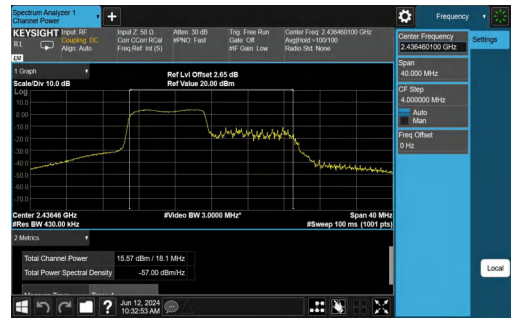 Spectrum Analyzer 1
Channel Power
Frequency
KEYSIGHT
RL
LV
Input: RF
Coupling: DC
Align: Auto
Input Z: 50 Ω
Corr CCorr RCal
Freq Ref: Int (S)
Atten: 30 dB
#PNO: Fast
Trig: Free Run
Gate: Off
#IF Gain: Low
Center Freq: 2.436460100 GHz
Avg|Hold:>100/100
Radio Std: None
Center Frequency
2.436460100 GHz
Settings
Span
40.000 MHz
CF Step
4.000000 MHz
Auto
Man
Freq Offset
0 Hz
Local
1 Graph
Scale/Div 10.0 dB
Ref Lvl Offset 2.65 dB
Ref Value 20.00 dBm
Log
10.0
0.00
-10.0
-20.0
-30.0
-40.0
-50.0
-60.0
-70.0
Center 2.43646 GHz
#Res BW 430.00 kHz
#Video BW 3.0000 MHz*
Span 40 MHz
#Sweep 100 ms (1001 pts)
2 Metrics
Total Channel Power 15.57 dBm / 18.1 MHz
Total Power Spectral Density -57.00 dBm/Hz
?
Jun 12, 2024
10:32:53 AM